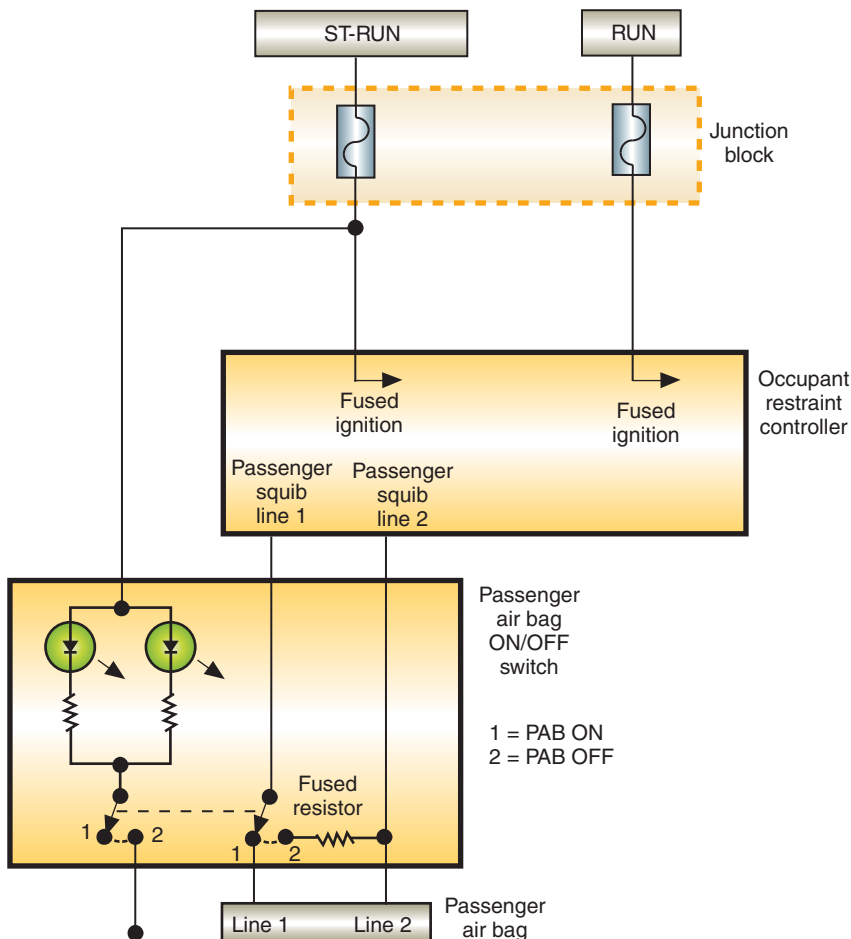 ST-RUN
RUN
Junction
block
Fused
ignition
Fused
ignition
Occupant
restraint
controller
Passenger
squib
line 1
Passenger
squib
line 2
Passenger
air bag
ON/OFF
switch
1 = PAB ON
2 = PAB OFF
Fused
resistor
1
2
1
2
Line 1
Line 2
Passenger
air bag